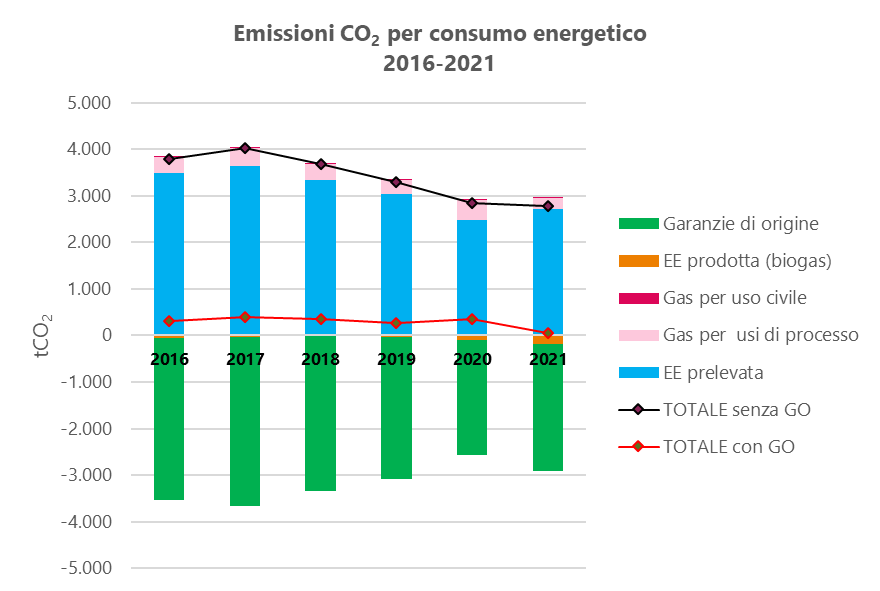 Emissioni CO₂ per consumo energetico
2016-2021
5.000
4.000
3.000
2.000
1.000
0
-1.000
-2.000
-3.000
-4.000
-5.000
tCO₂
2016 2017 2018 2019 2020 2021
Garanzie di origine
EE prodotta (biogas)
Gas per uso civile
Gas per usi di processo
EE prelevata
TOTALE senza GO
TOTALE con GO